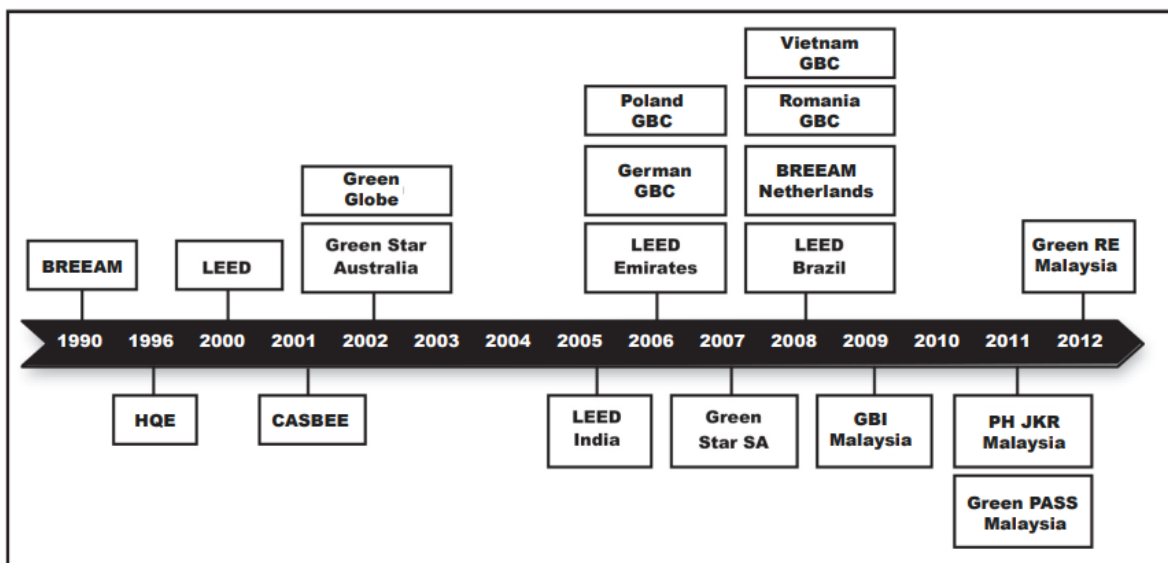 Vietnam
GBC
Poland
GBC
Romania
GBC
Green
Globe
German
GBC
BREEAM
Netherlands
BREEAM
LEED
Green Star
Australia
LEED
Emirates
LEED
Brazil
Green RE
Malaysia
1990 1996 2000 2001 2002 2003 2004 2005 2006 2007 2008 2009 2010 2011 2012
HQE
CASBEE
LEED
India
Green
Star SA
GBI
Malaysia
PH JKR
Malaysia
Green PASS
Malaysia